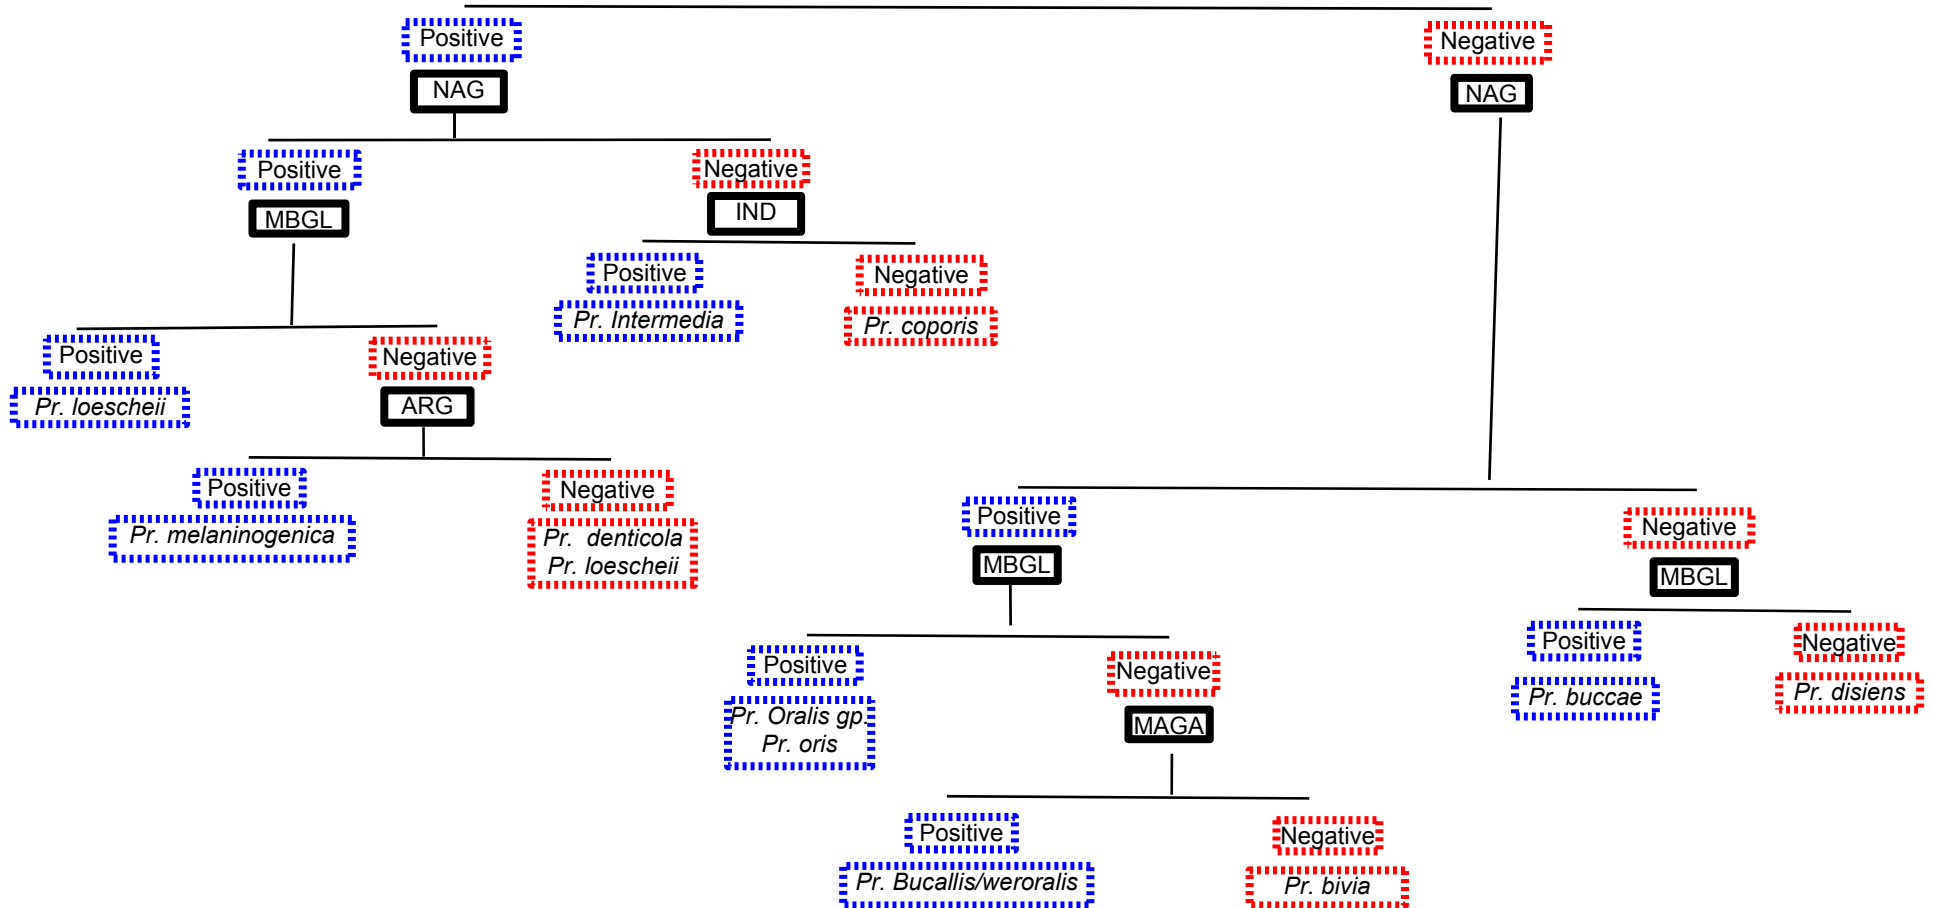 Positive
Negative
NAG
NAG
Positive
Negative
MBGL
IND
Positive
Negative
Pr. Intermedia
Pr. coporis
Positive
Negative
Pr. loescheii
ARG
Positive
Negative
Pr. melaninogenica
Pr. denticola
Pr. loescheii
Positive
Negative
MBGL
MBGL
Positive
Negative
Pr. buccae
Pr. disiens
Positive
Negative
Pr. Oralis gp.
Pr. oris
MAGA
Positive
Negative
Pr. Bucallis/weroralis
Pr. bivia